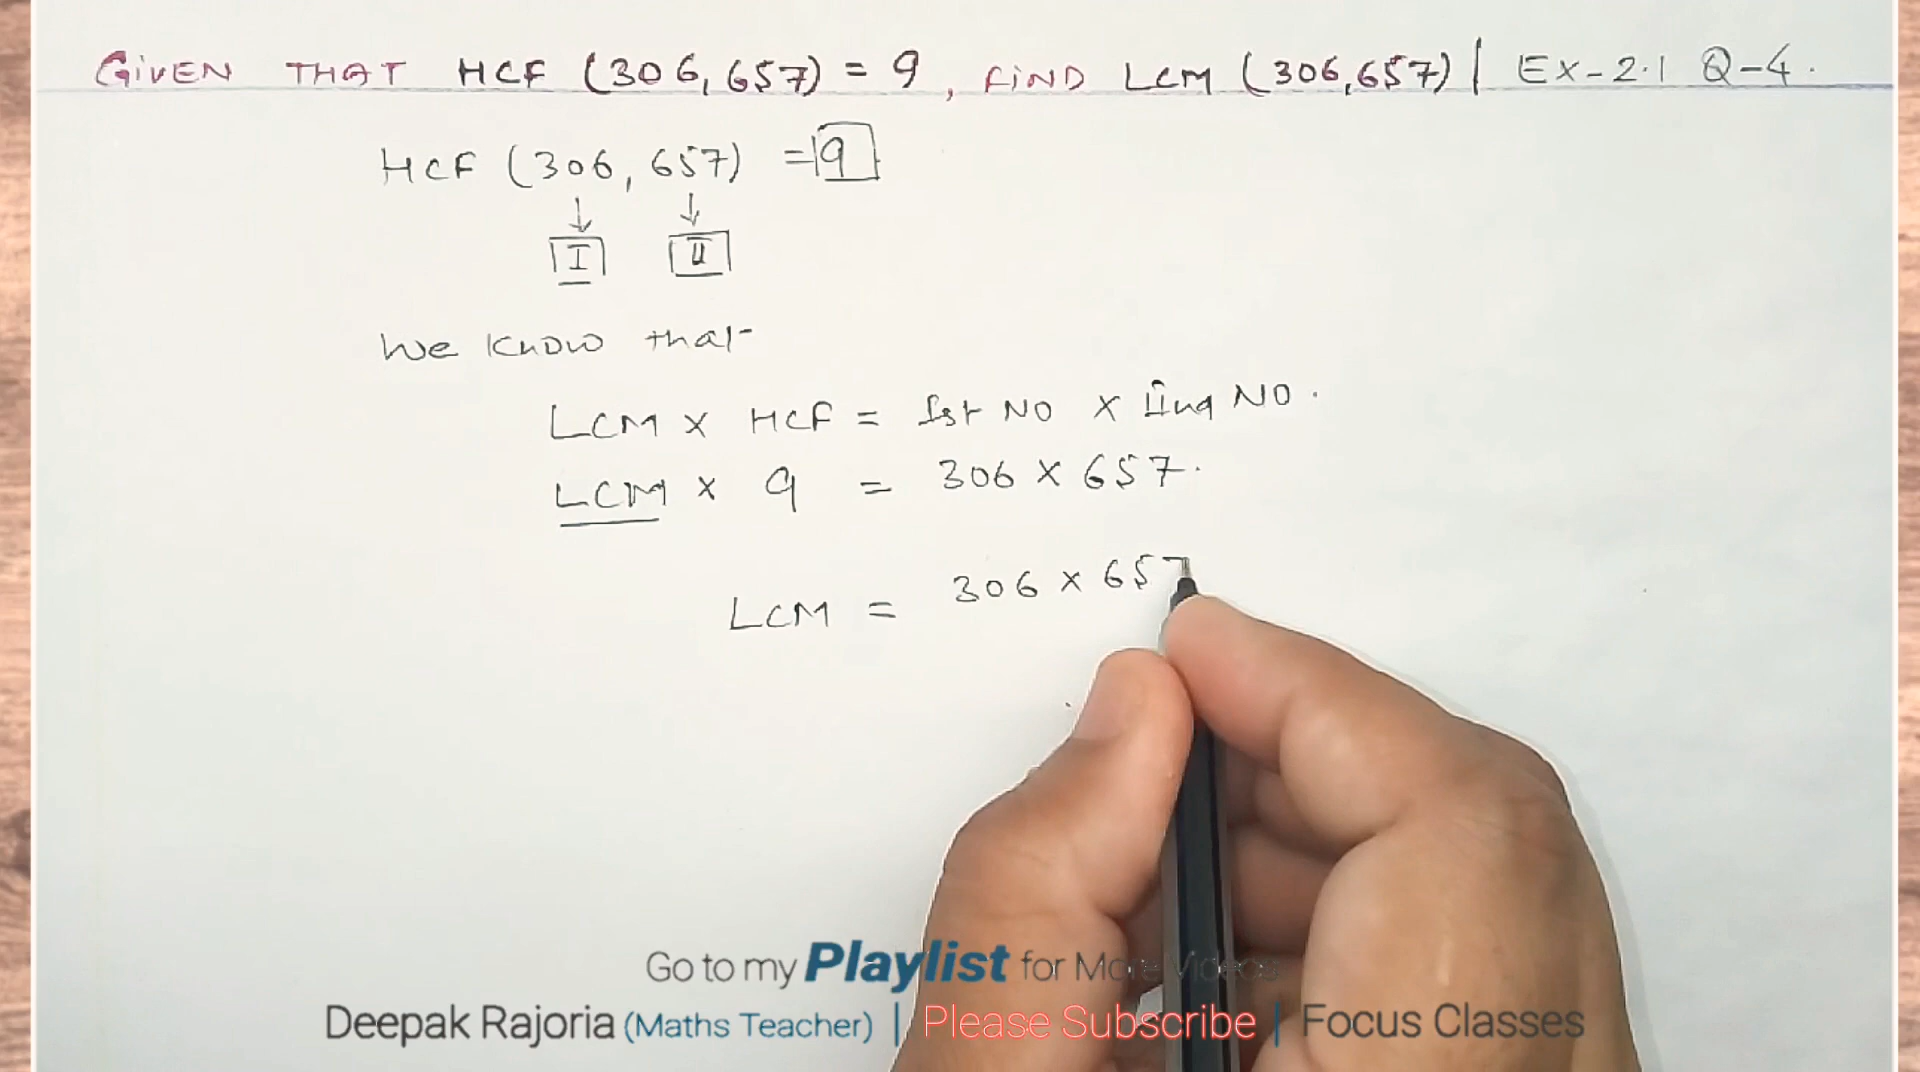 GIVEN THAT HCF (306,657) = 9, FIND LCM (306,657) | EX-2.1 Q-4.
HCF (306, 657) = 9
↓ ↓
I II
We Know that
LCM x HCF = Ist NO x IInd NO.
LCM x 9 = 306 x 657.
LCM = 306 x 657
Go to my Playlist for More Videos
Deepak Rajoria (Maths Teacher) | Please Subscribe | Focus Classes